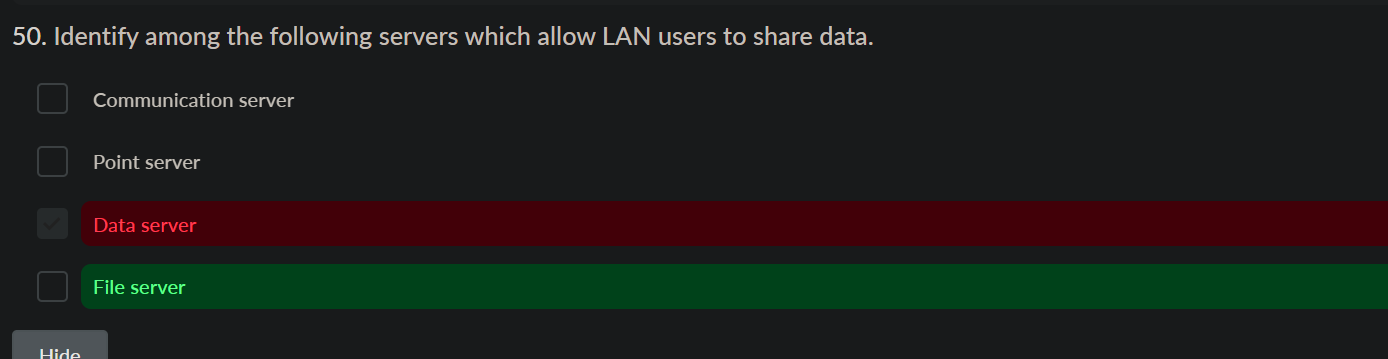 50. Identify among the following servers which allow LAN users to share data.
Communication server
Point server
Data server
File server
Hide